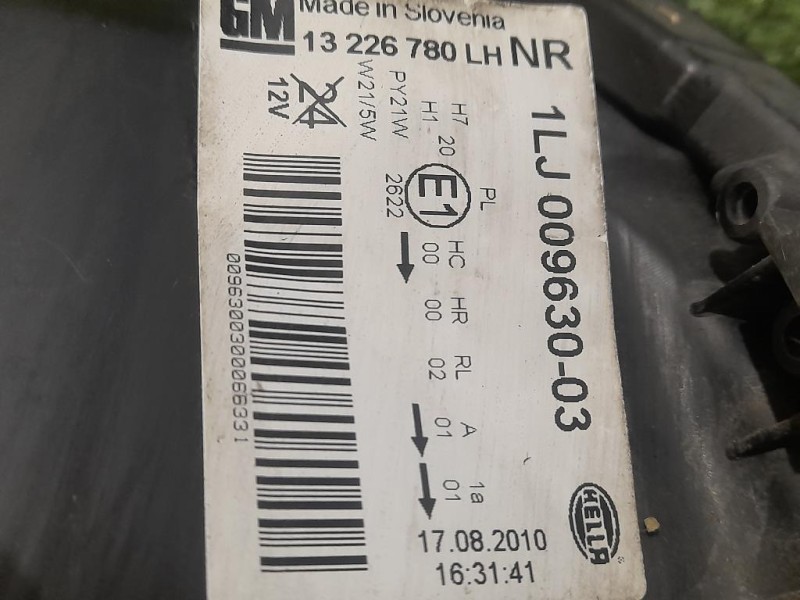 GM
Made in Slovenia
13 226 780 LH NR
1LJ 009630-03
H7
H1
PY21W
W21/5W
24
12V
20
E1
2622
PL
HC HR RL A 1a
00 00 02 01 01
00963003000066331
HELLA
17.08.2010
16:31:41